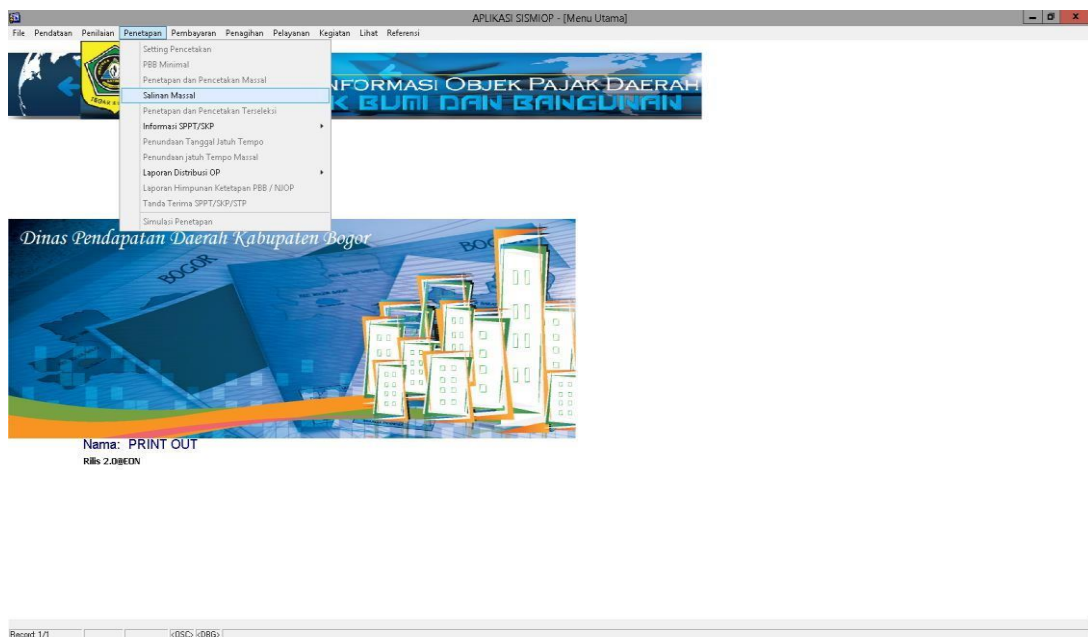 APLIKASI SISMIOP - [Menu Utama]
File Pendataan Penilaian Penetapan Pembayaran Penagihan Pelayanan Kegiatan Lihat Referensi
Setting Pencetakan
PBB Minimal
Penetapan dan Pencetakan Massal
Salinan Massal
Penetapan dan Pencetakan Terseleksi
Informasi SPPT/SKP
Penundaan Tanggal Jatuh Tempo
Penundaan jatuh Tempo Massal
Laporan Distribusi OP
Laporan Himpunan Ketetapan PBB / NJOP
Tanda Terima SPPT/SKP/STP
Simulasi Penetapan
NFORMASI OBJEK PAJAK DAERAH
K BUMI DAN BANGUNAN
Dinas Pendapatan Daerah Kabupaten Bogor
BOGOR
Nama: PRINT OUT
Rilis 2.0
Record: 1/1 <OSC> <DBG>